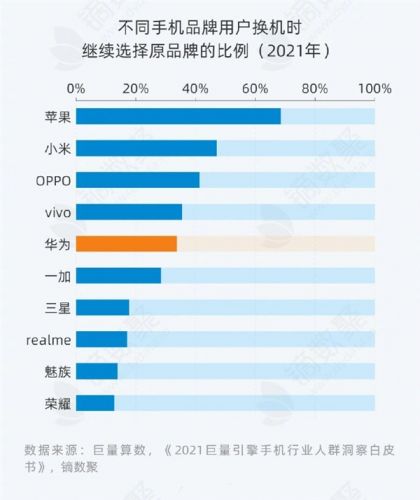 不同手机品牌用户换机时
继续选择原品牌的比例（2021年）
0% 20% 40% 60% 80% 100%
苹果
小米
OPPO
vivo
华为
一加
三星
realme
魅族
荣耀
数据来源：巨量算数，《2021巨量引擎手机行业人群洞察白皮
书》，镝数聚